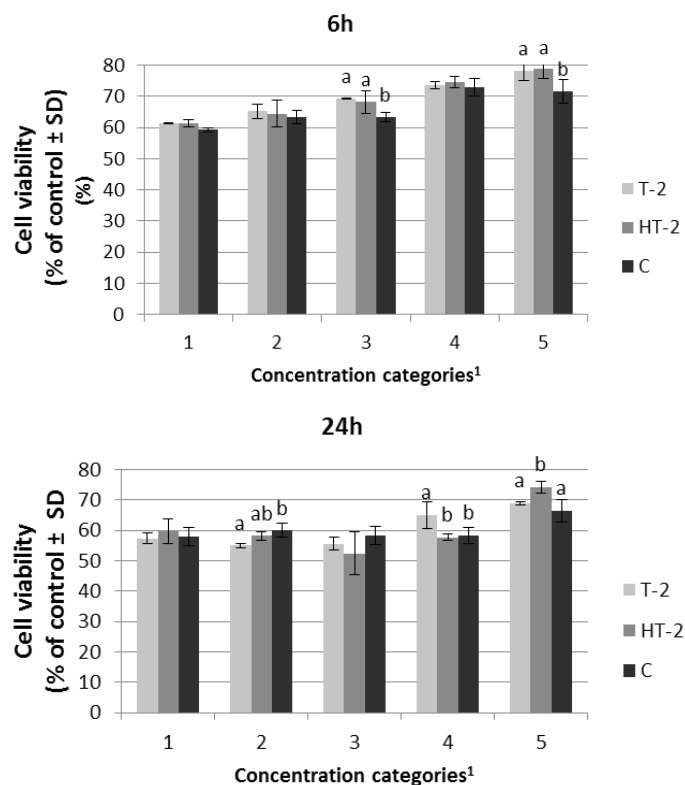 6h
Cell viability
(% of control ± SD)
(%)
80
70
60
50
40
30
20
10
0
a a b
a a b
1 2 3 4 5
Concentration categories¹
T-2
HT-2
C
24h
Cell viability
(% of control ± SD)
80
70
60
50
40
30
20
10
0
a ab b
a b b
a b a
1 2 3 4 5
Concentration categories¹
T-2
HT-2
C